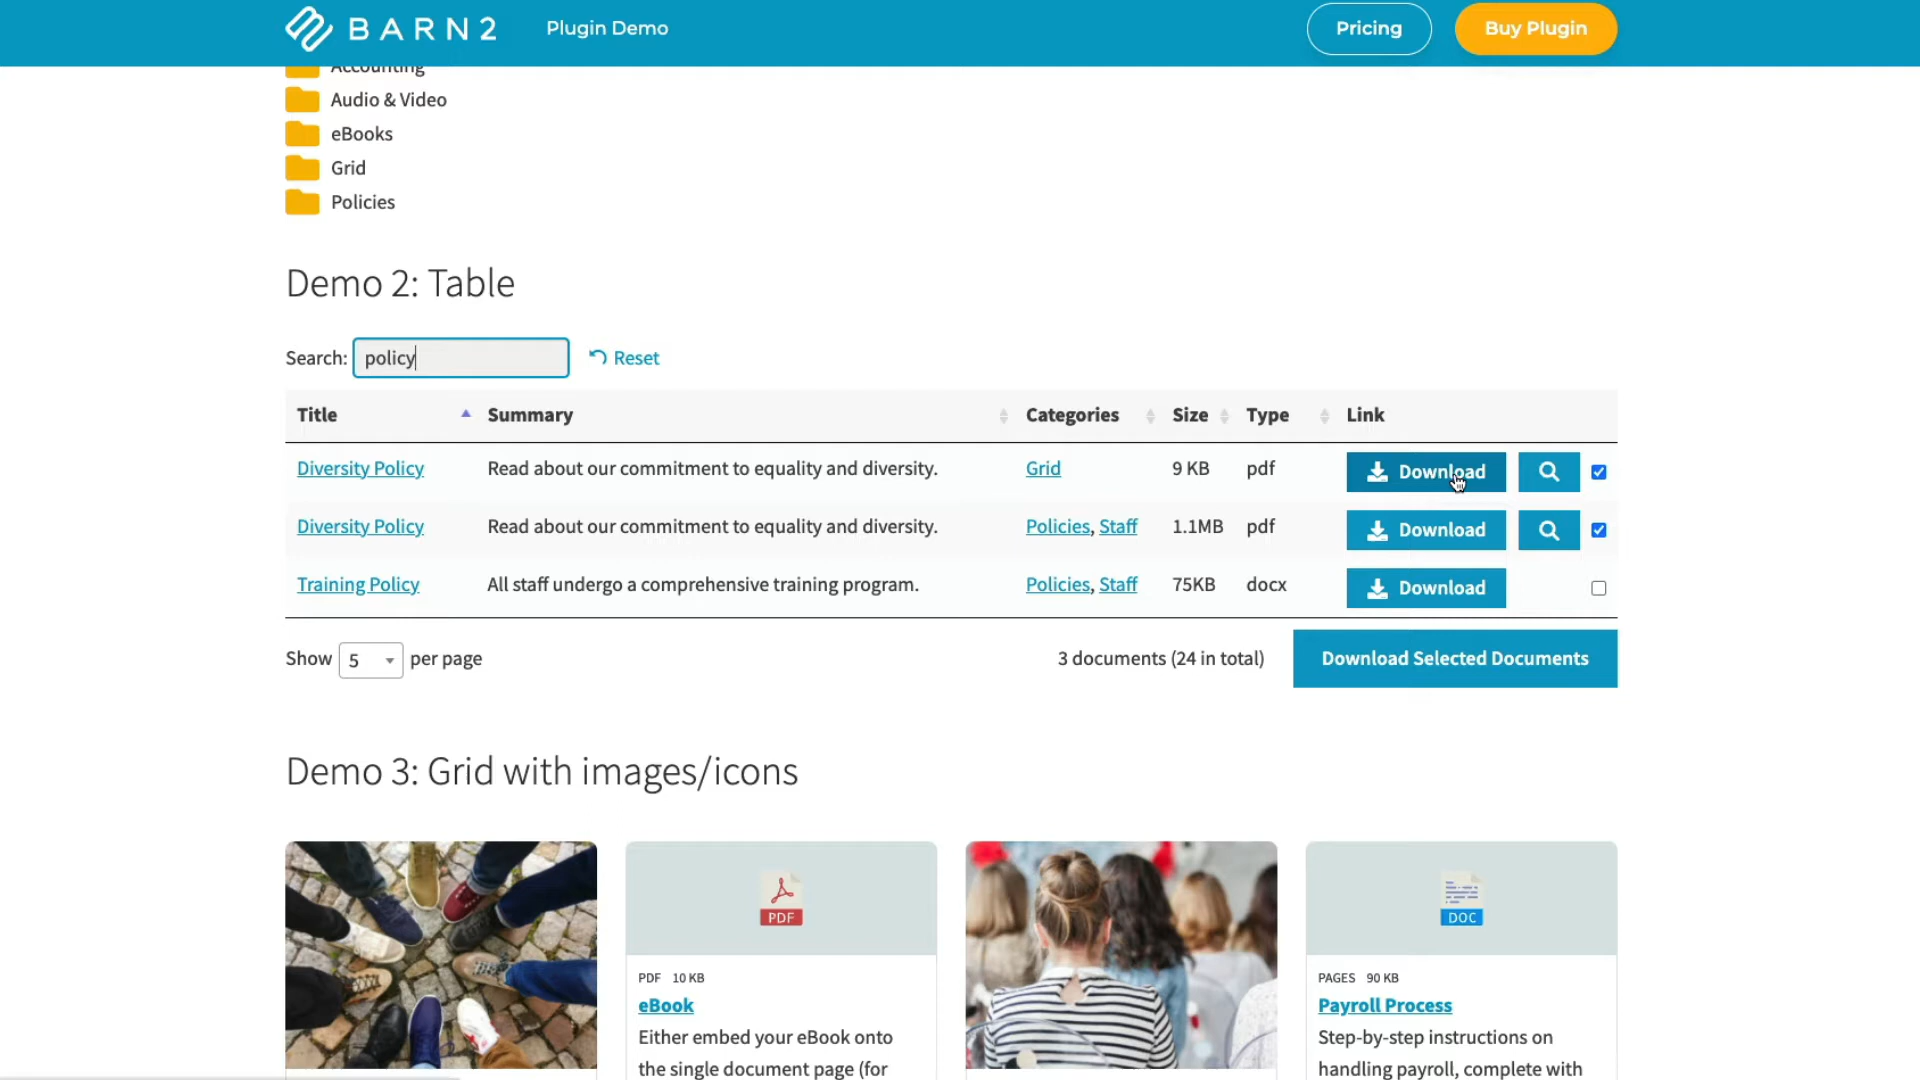 BARN2 Plugin Demo Pricing Buy Plugin
Accounting
Audio & Video
eBooks
Grid
Policies
Demo 2: Table
Search: policy Reset
Title Summary Categories Size Type Link
Diversity Policy Read about our commitment to equality and diversity. Grid 9 KB pdf Download
Diversity Policy Read about our commitment to equality and diversity. Policies, Staff 1.1MB pdf Download
Training Policy All staff undergo a comprehensive training program. Policies, Staff 75KB docx Download
Show 5 per page 3 documents (24 in total) Download Selected Documents
Demo 3: Grid with images/icons
PDF
DOC
PDF 10 KB
eBook
Either embed your eBook onto
the single document page (for
PAGES 90 KB
Payroll Process
Step-by-step instructions on
handling payroll, complete with